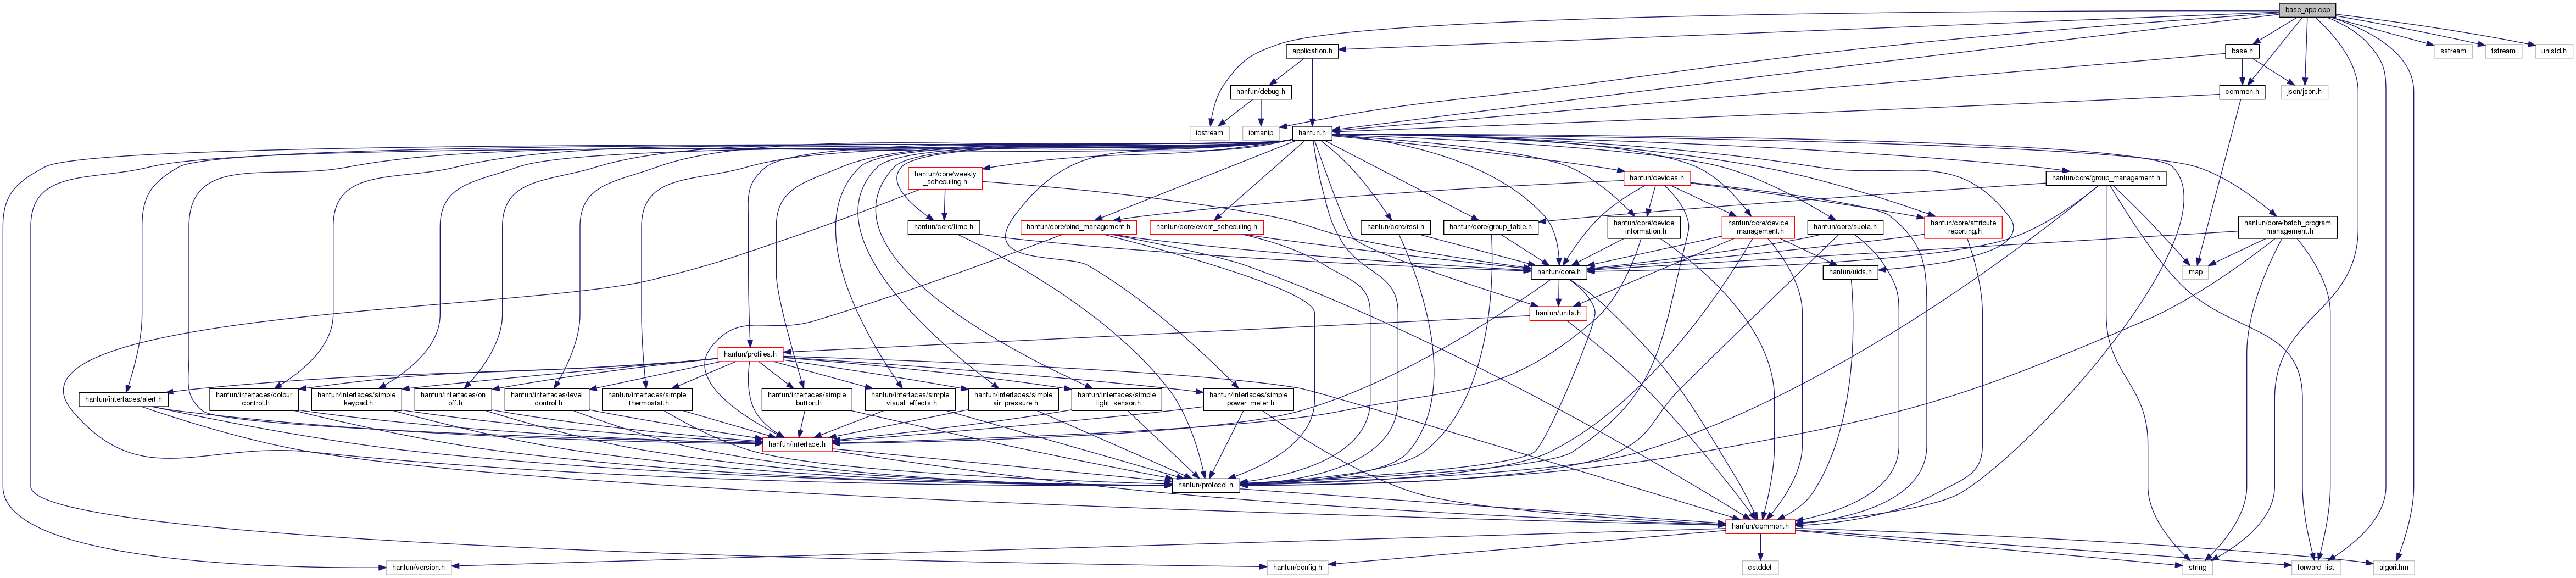 base_app.cpp
application.h
base.h
sstream
fstream
unistd.h
hanfun/debug.h
common.h
json/json.h
iostream
iomanip
hanfun.h
hanfun/core/weekly
_scheduling.h
hanfun/devices.h
hanfun/core/group_management.h
hanfun/core/time.h
hanfun/core/bind_management.h
hanfun/core/event_scheduling.h
hanfun/core/rssi.h
hanfun/core/group_table.h
hanfun/core/device
_information.h
hanfun/core/device
_management.h
hanfun/core/suota.h
hanfun/core/attribute
_reporting.h
hanfun/core/batch_program
_management.h
hanfun/core.h
hanfun/uids.h
map
hanfun/units.h
hanfun/profiles.h
hanfun/interfaces/alert.h
hanfun/interfaces/colour
_control.h
hanfun/interfaces/simple
_keypad.h
hanfun/interfaces/on
_off.h
hanfun/interfaces/level
_control.h
hanfun/interfaces/simple
_thermostat.h
hanfun/interfaces/simple
_button.h
hanfun/interfaces/simple
_visual_effects.h
hanfun/interfaces/simple
_air_pressure.h
hanfun/interfaces/simple
_light_sensor.h
hanfun/interfaces/simple
_power_meter.h
hanfun/interface.h
hanfun/protocol.h
hanfun/common.h
hanfun/version.h
hanfun/config.h
cstddef
string
forward_list
algorithm